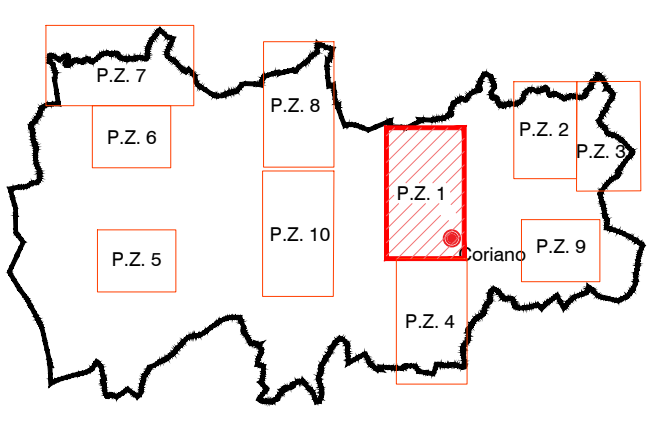 P.Z. 7
P.Z. 8
P.Z. 6
P.Z. 2
P.Z. 3
P.Z. 1
P.Z. 10
P.Z. 5
Coriano
P.Z. 9
P.Z. 4